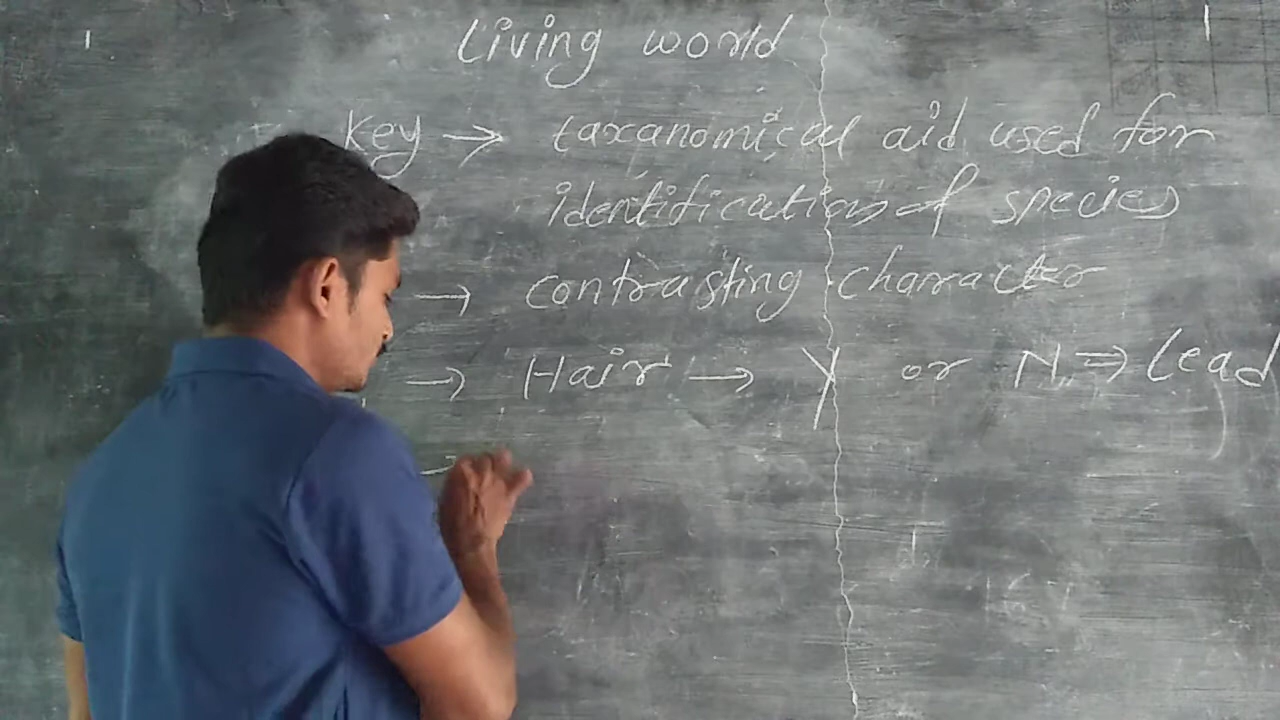 Living world
Key → taxanomical aid used for
identification of species
→ contrasting character
→ Hair → Y or N ⇒ Lead
→